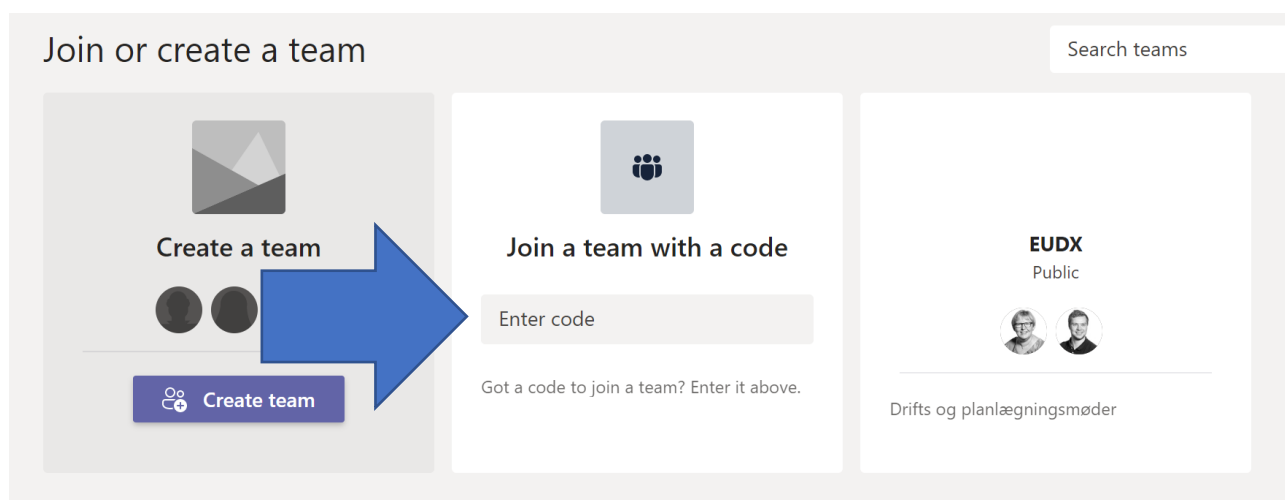 Join or create a team
Search teams
Create a team
Create team
Join a team with a code
Enter code
Got a code to join a team? Enter it above.
EUDX
Public
Drifts og planlægningsmøder